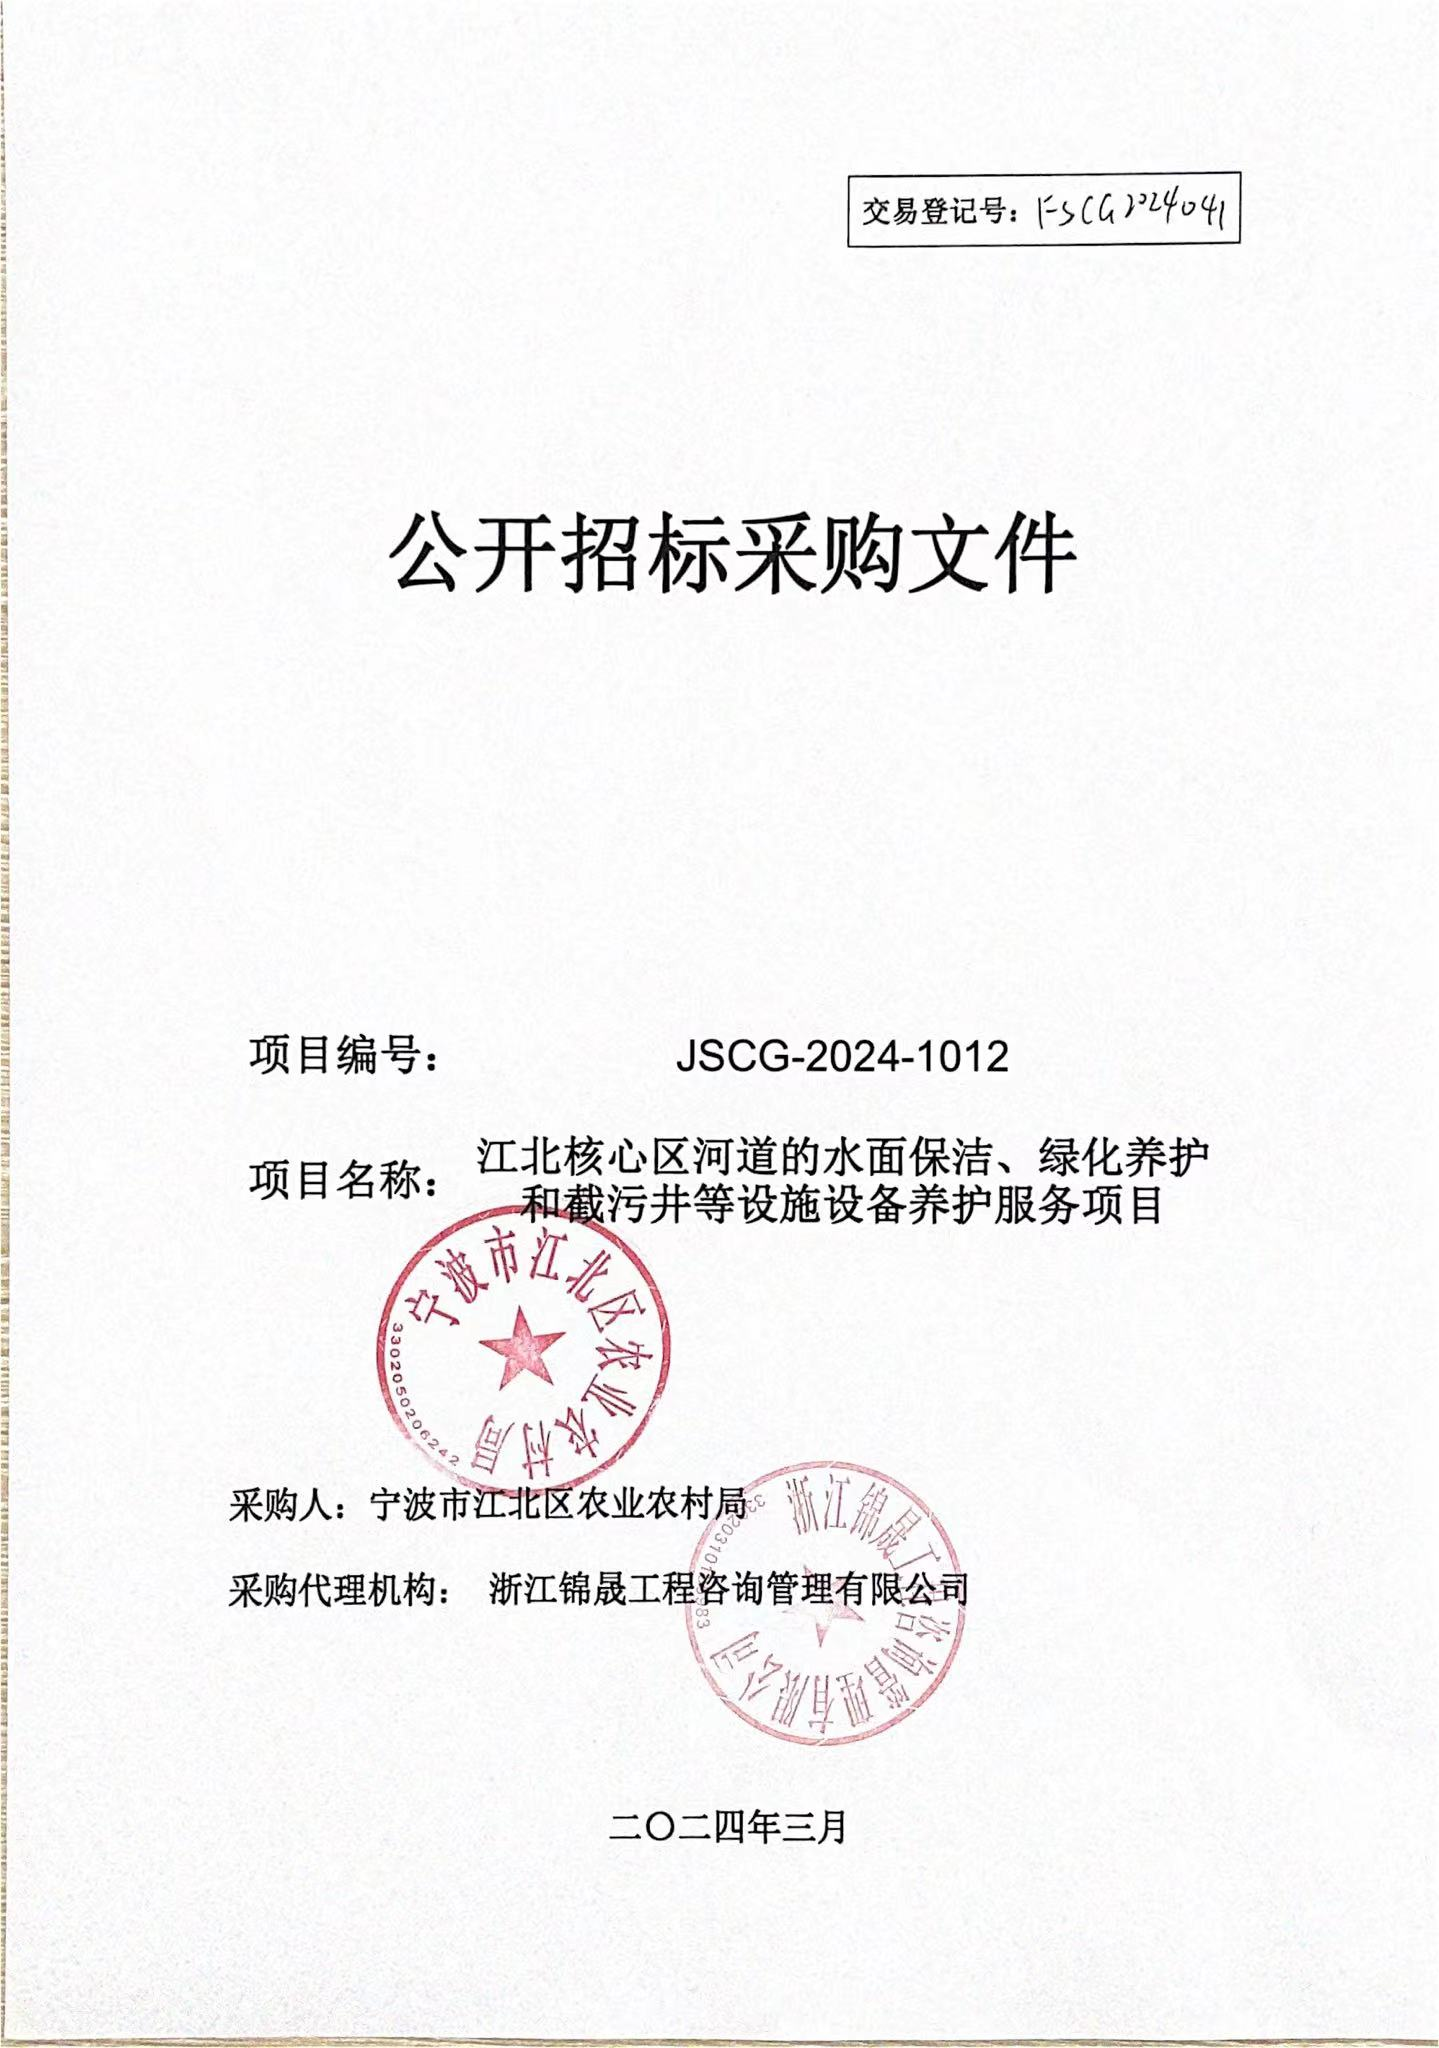 交易登记号：FSCG2024041
公开招标采购文件
项目编号： JSCG-2024-1012
项目名称： 江北核心区河道的水面保洁、绿化养护
和截污井等设施设备养护服务项目
宁波市江北区农业农村局
3302050206242
采购人：宁波市江北区农业农村局
采购代理机构： 浙江锦晟工程咨询管理有限公司
浙江锦晟工程咨询管理有限公司
二〇二四年三月